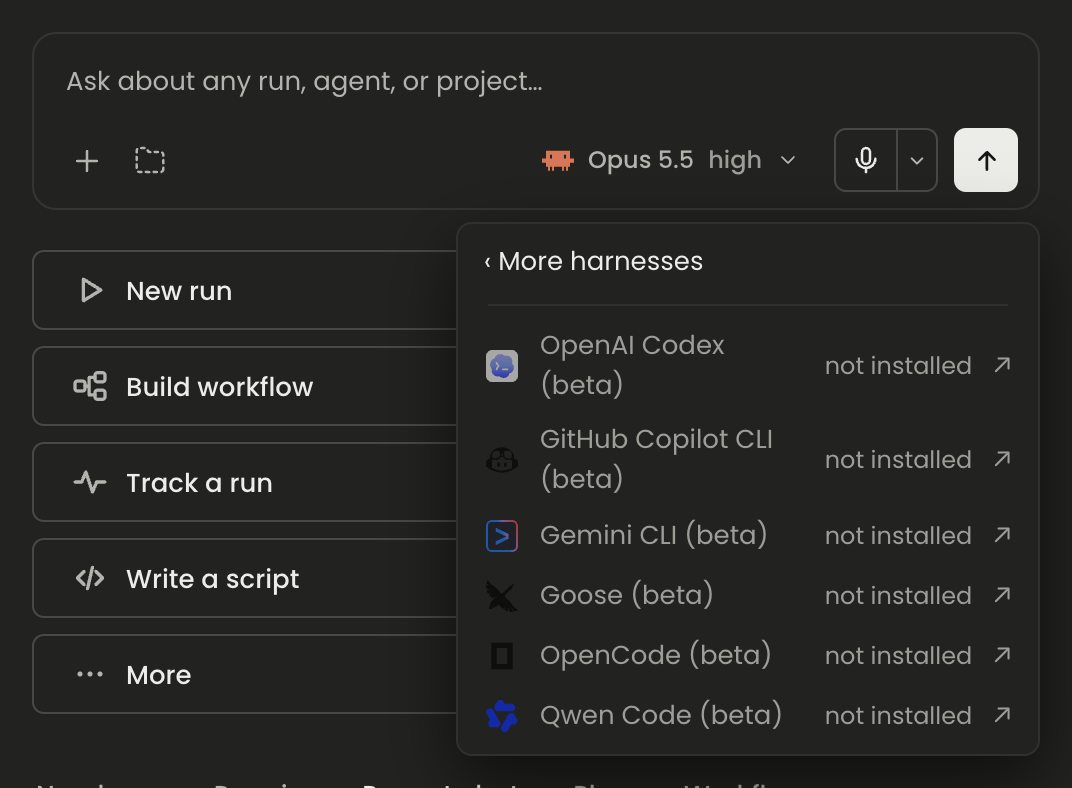 Ask about any run, agent, or project...
Opus 5.5 high
‹ More harnesses
New run
Build workflow
Track a run
Write a script
More
OpenAI Codex
(beta)
not installed
GitHub Copilot CLI
(beta)
not installed
Gemini CLI (beta) not installed
Goose (beta) not installed
OpenCode (beta) not installed
Qwen Code (beta) not installed